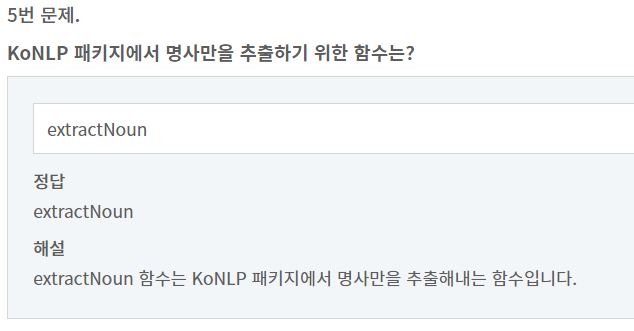 5번 문제.
KoNLP 패키지에서 명사만을 추출하기 위한 함수는?
extractNoun
정답
extractNoun
해설
extractNoun 함수는 KoNLP 패키지에서 명사만을 추출해내는 함수입니다.